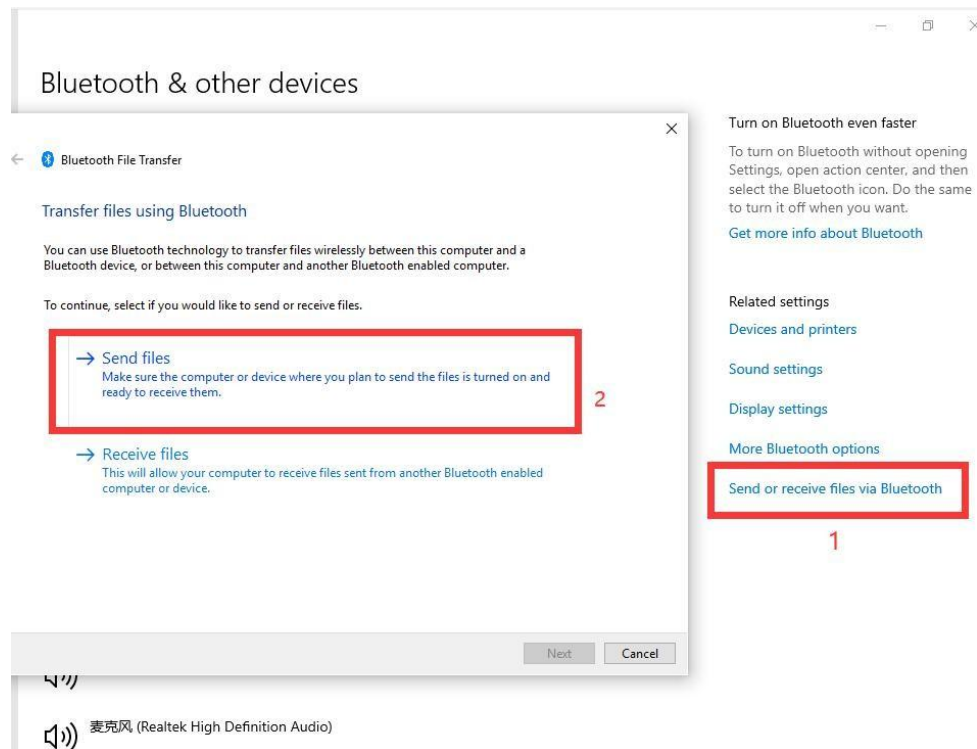 Bluetooth & other devices
Bluetooth File Transfer
Transfer files using Bluetooth
You can use Bluetooth technology to transfer files wirelessly between this computer and a
Bluetooth device, or between this computer and another Bluetooth enabled computer.
To continue, select if you would like to send or receive files.
Send files
Make sure the computer or device where you plan to send the files is turned on and
ready to receive them.
2
Receive files
This will allow your computer to receive files sent from another Bluetooth enabled
computer or device.
Next
Cancel
麦克风 (Realtek High Definition Audio)
Turn on Bluetooth even faster
To turn on Bluetooth without opening
Settings, open action center, and then
select the Bluetooth icon. Do the same
to turn it off when you want.
Get more info about Bluetooth
Related settings
Devices and printers
Sound settings
Display settings
More Bluetooth options
Send or receive files via Bluetooth
1